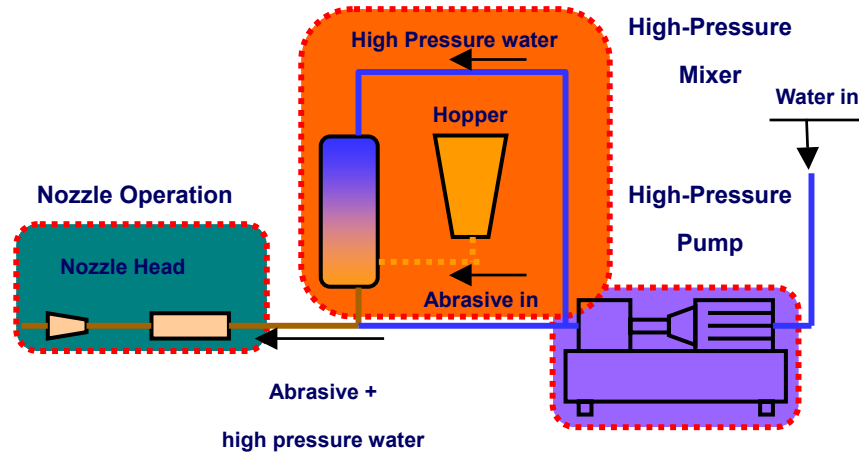 High Pressure water
High-Pressure
Mixer
Water in
Hopper
Nozzle Operation
High-Pressure
Pump
Nozzle Head
Abrasive in
Abrasive +
high pressure water